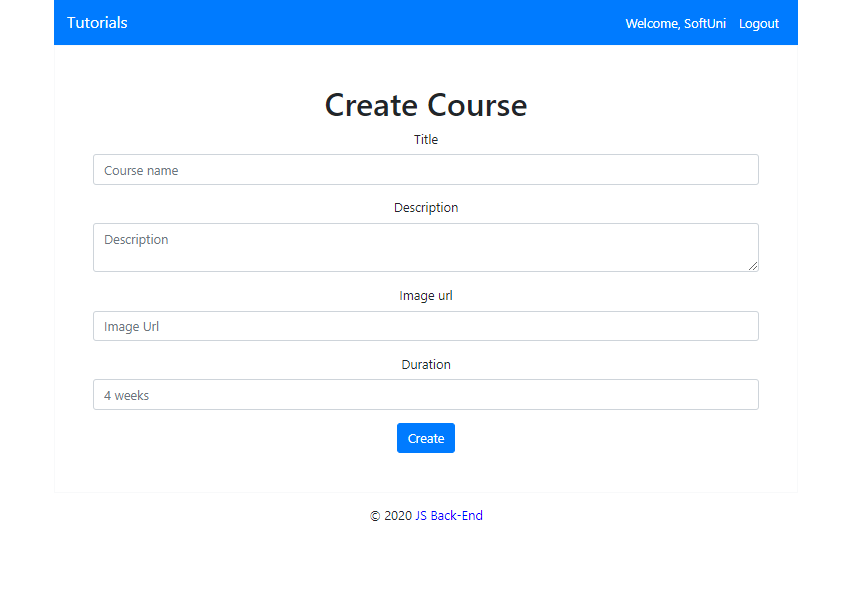 Tutorials
Welcome, SoftUni Logout
Create Course
Title
Course name
Description
Description
Image url
Image Url
Duration
4 weeks
Create
© 2020 JS Back-End